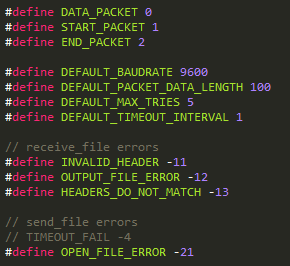 #define DATA_PACKET 0
#define START_PACKET 1
#define END_PACKET 2
#define DEFAULT_BAUDRATE 9600
#define DEFAULT_PACKET_DATA_LENGTH 100
#define DEFAULT_MAX_TRIES 5
#define DEFAULT_TIMEOUT_INTERVAL 1
// receive_file errors
#define INVALID_HEADER -11
#define OUTPUT_FILE_ERROR -12
#define HEADERS_DO_NOT_MATCH -13
// send_file errors
// TIMEOUT_FAIL -4
#define OPEN_FILE_ERROR -21